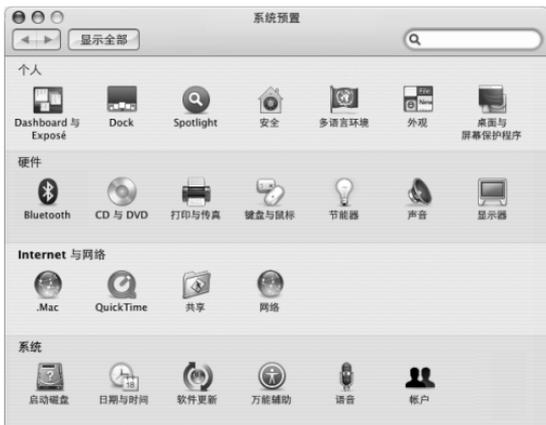 系统预置
显示全部
个人
Dashboard 与 Exposé
Dock
Spotlight
安全
多语言环境
File
New
外观
桌面与
屏幕保护程序
硬件
Bluetooth
CD 与 DVD
打印与传真
键盘与鼠标
节能器
声音
显示器
Internet 与网络
.Mac
QuickTime
共享
网络
系统
启动磁盘
18
日期与时间
软件更新
万能辅助
语音
帐户